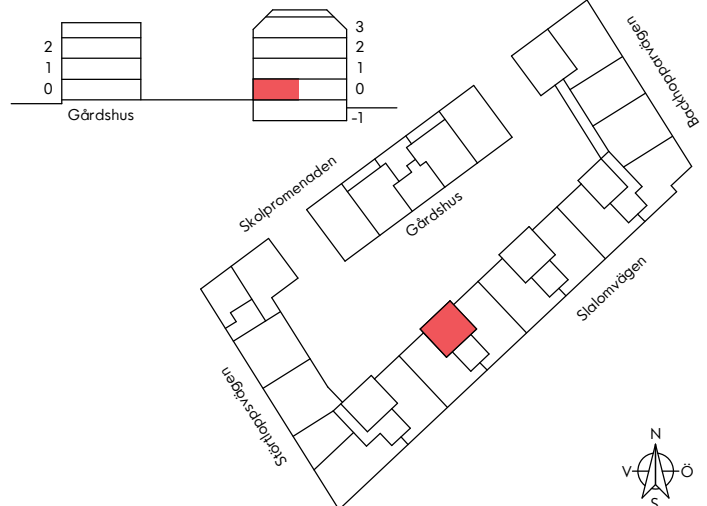 2
1
0
Gårdshus
3
2
1
0
-1
Backhopparvägen
Skolpromenaden
Gårdshus
Slalomvägen
Störtloppsvägen
N
V
Ö
S